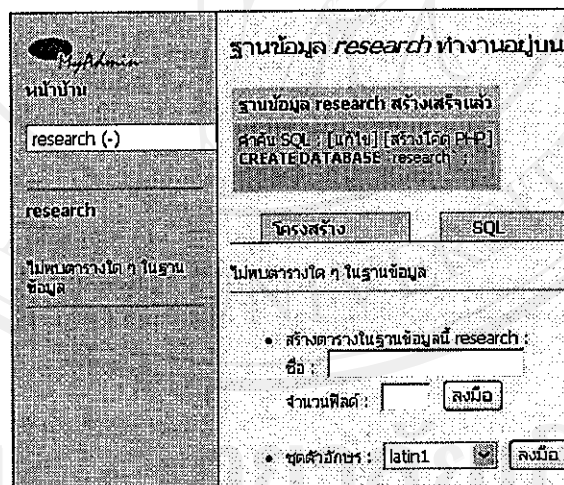 MyAdmin
หน้าบ้าน
research (-)
research
ไม่พบตารางใด ๆ ในฐาน
ข้อมูล
ฐานข้อมูล research ทำงานอยู่บน
ฐานข้อมูล research สร้างเสร็จแล้ว
คำค้น SQL : [แก้ไข] [สร้างโค้ด PHP]
CREATE DATABASE `research` ;
โครงสร้าง SQL
ไม่พบตารางใด ๆ ในฐานข้อมูล
• สร้างตารางในฐานข้อมูลนี้ research :
ชื่อ :
จำนวนฟิลด์ : ลงมือ
• ชุดตัวอักษร : latin1 ลงมือ